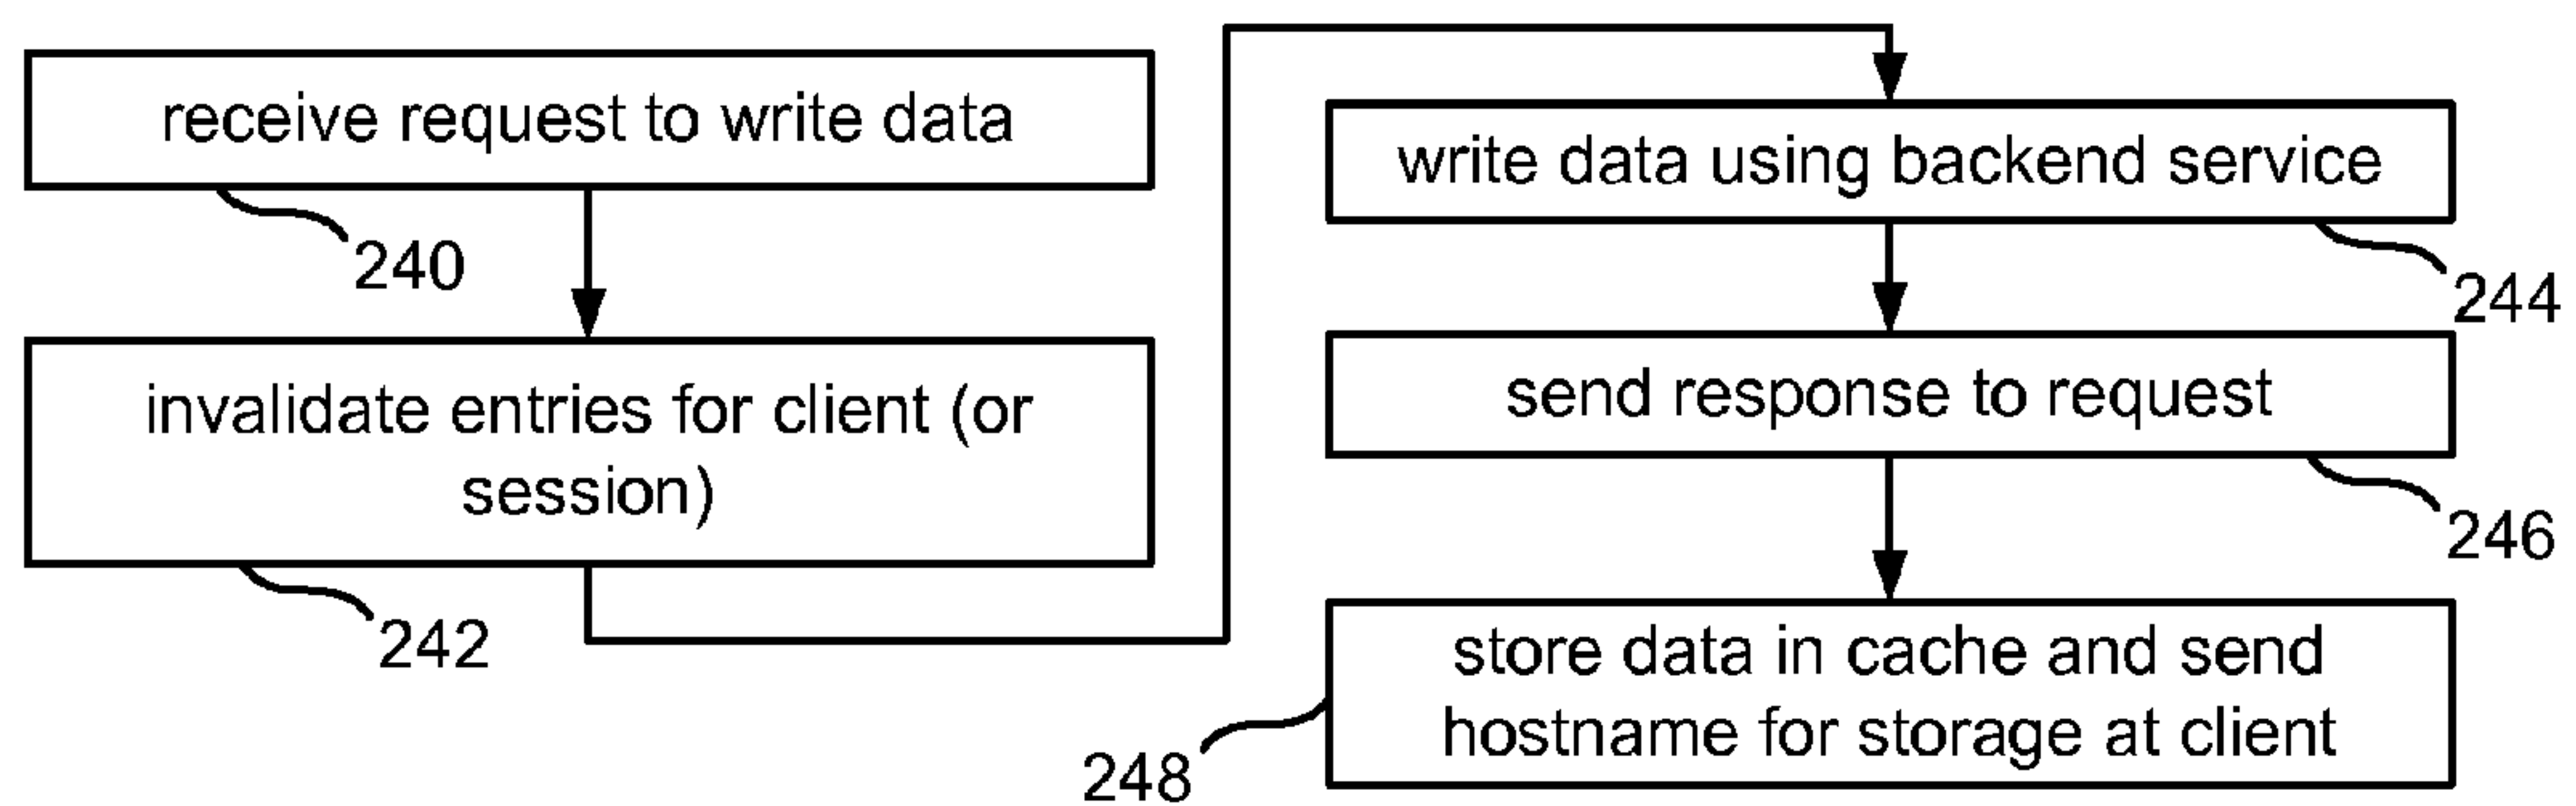 receive request to write data
240
invalidate entries for client (or
session)
242
write data using backend service
244
send response to request
246
store data in cache and send
hostname for storage at client
248